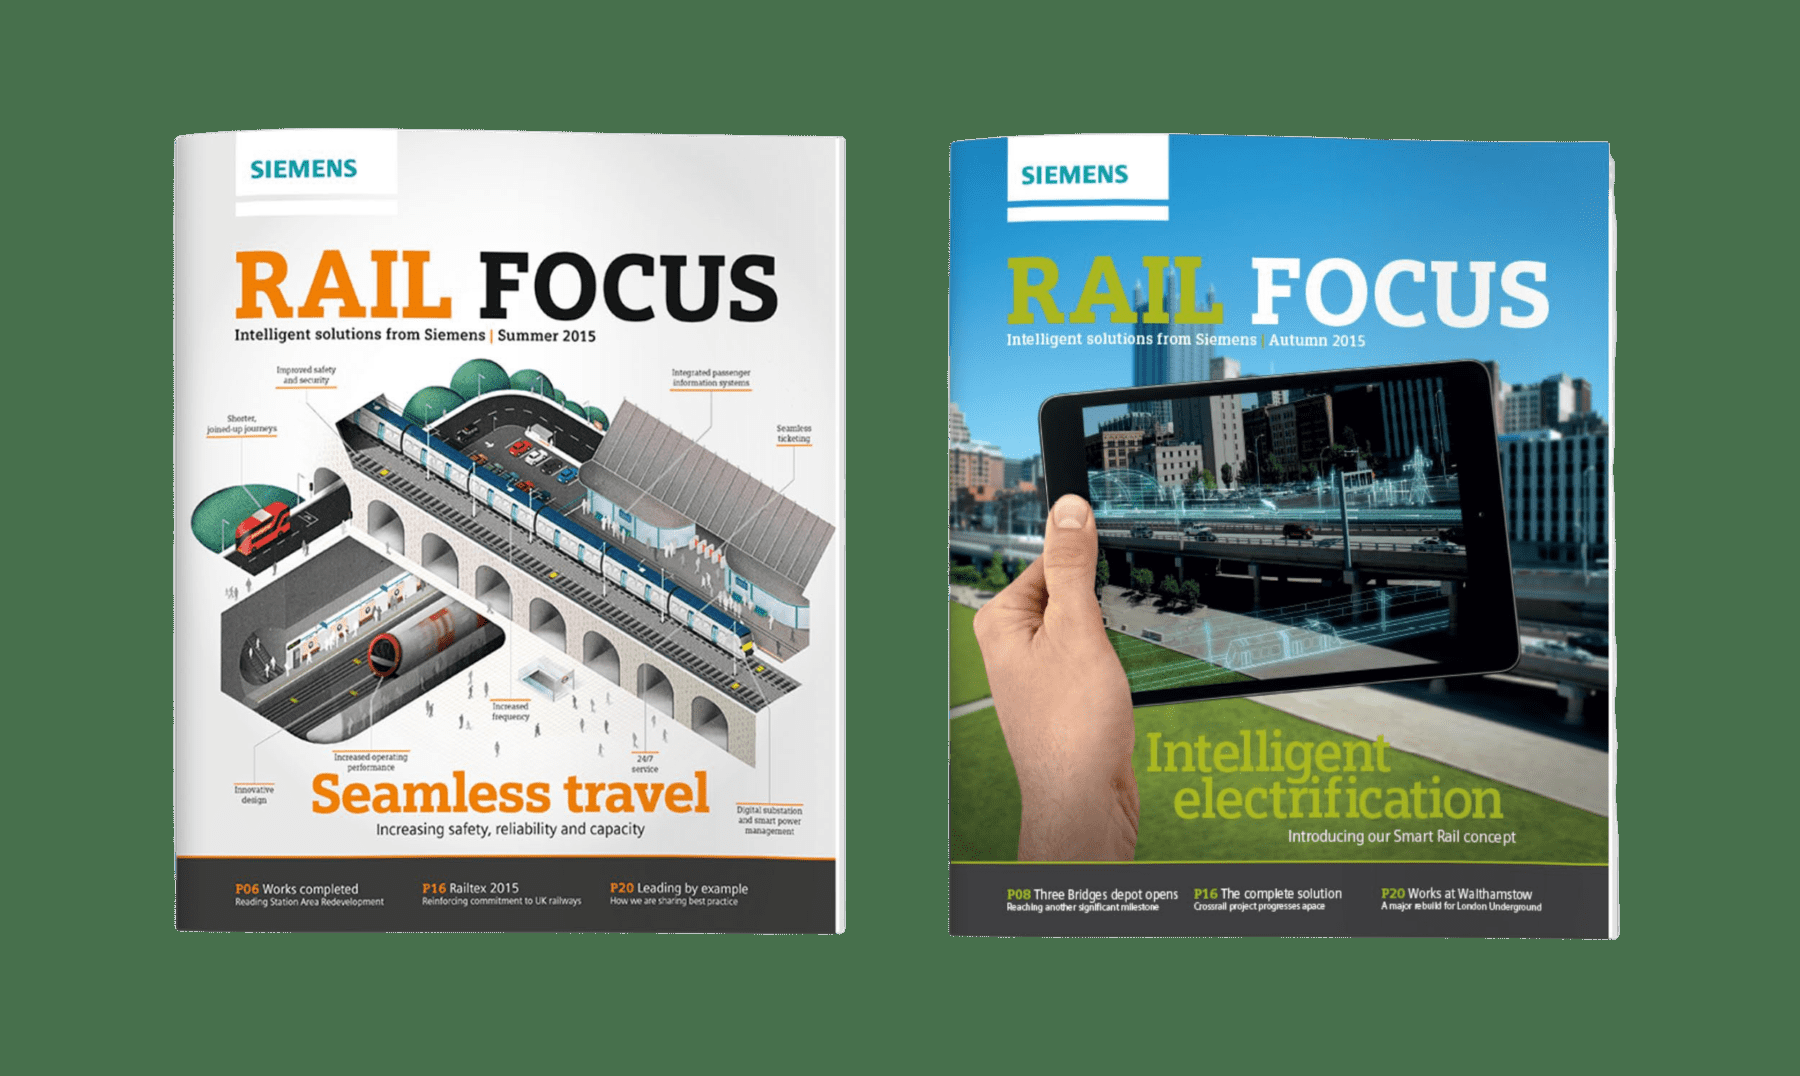 SIEMENS
RAIL FOCUS
Intelligent solutions from Siemens | Summer 2015
Improved safety
and security
Integrated passenger
information systems
Shorter,
joined-up journeys
Seamless
ticketing
Increased
frequency
Increased operating
performance
24/7
service
Innovative
design
Digital substation
and smart power
management
Seamless travel
Increasing safety, reliability and capacity
P06 Works completed
Reading Station Area Redevelopment
P16 Railtex 2015
Reinforcing commitment to UK railways
P20 Leading by example
How we are sharing best practice
SIEMENS
RAIL FOCUS
Intelligent solutions from Siemens | Autumn 2015
Intelligent
electrification
Introducing our Smart Rail concept
P08 Three Bridges depot opens
Reaching another significant milestone
P16 The complete solution
Crossrail project progresses apace
P20 Works at Walthamstow
A major rebuild for London Underground